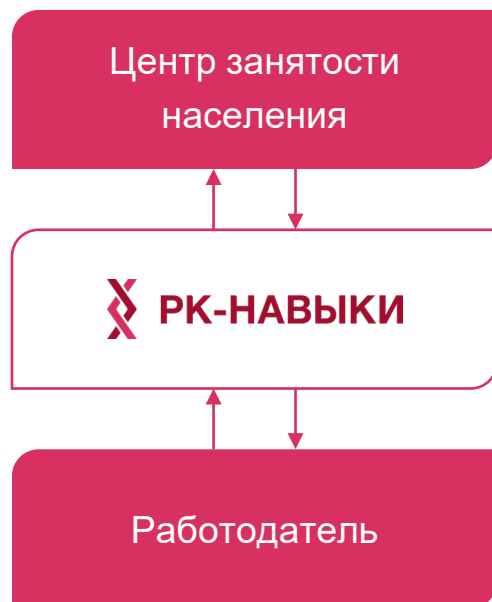 Центр занятости
населения
РК-НАВЫКИ
Работодатель